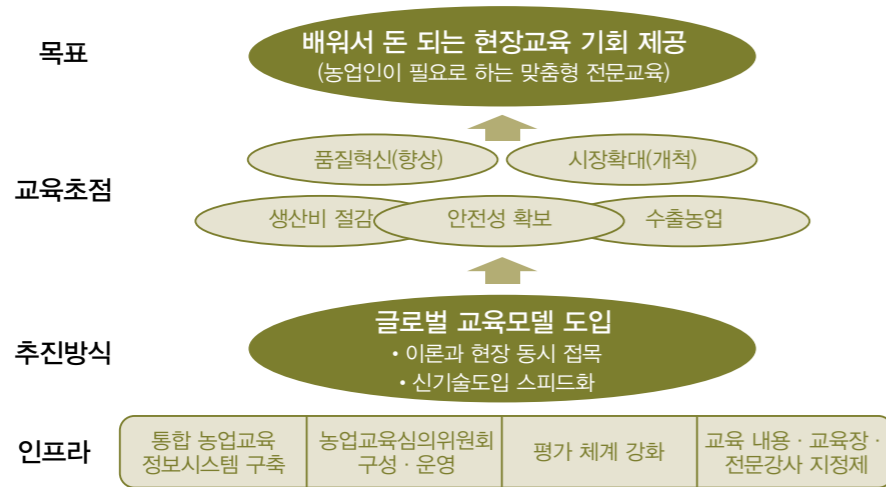 목표
배워서 돈 되는 현장교육 기회 제공
(농업인이 필요로 하는 맞춤형 전문교육)
교육초점
품질혁신(향상)
시장확대(개척)
생산비 절감
안전성 확보
수출농업
추진방식
글로벌 교육모델 도입
• 이론과 현장 동시 접목
• 신기술도입 스피드화
인프라
통합 농업교육
정보시스템 구축
농업교육심의위원회
구성 · 운영
평가 체계 강화
교육 내용 · 교육장 ·
전문강사 지정제